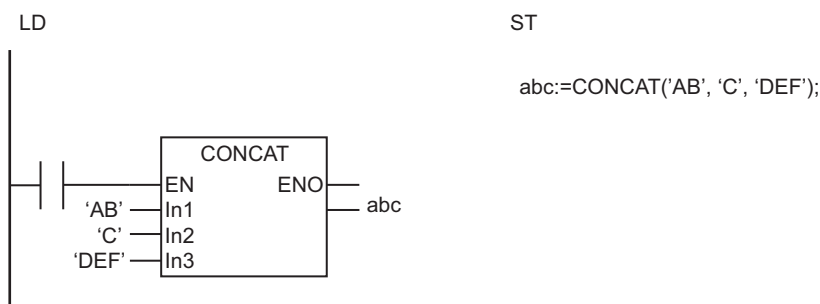 LD
ST
abc:=CONCAT('AB', ‘C’, ‘DEF’);
CONCAT
EN ENO
‘AB’ In1 abc
‘C’ In2
‘DEF’ In3